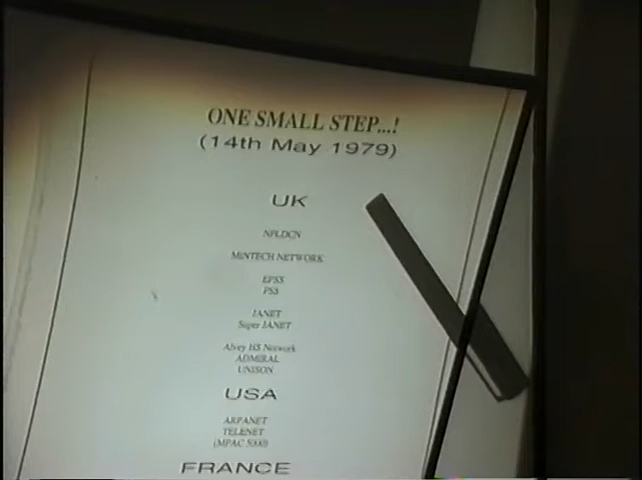 ONE SMALL STEP...!
(14th May 1979)
UK
NPLDCN
MINTECH NETWORK
EPSS
PSS
JANET
Super JANET
Alvey HS Network
ADMIRAL
UNISON
USA
ARPANET
TELENET
(MPAC 5000)
FRANCE